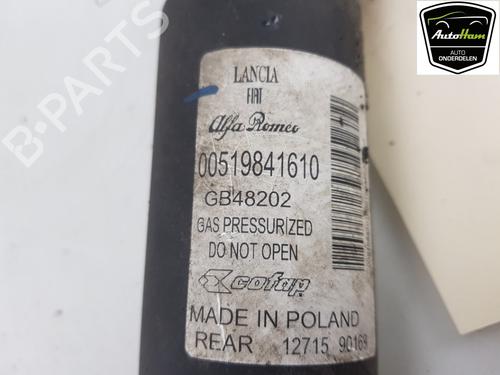 AutoHam
AUTO
ONDERDELEN
LANCIA
FIAT
Alfa Romeo
00519841610
GB48202
GAS PRESSURIZED
DO NOT OPEN
cofap
MADE IN POLAND
REAR 12715 90169